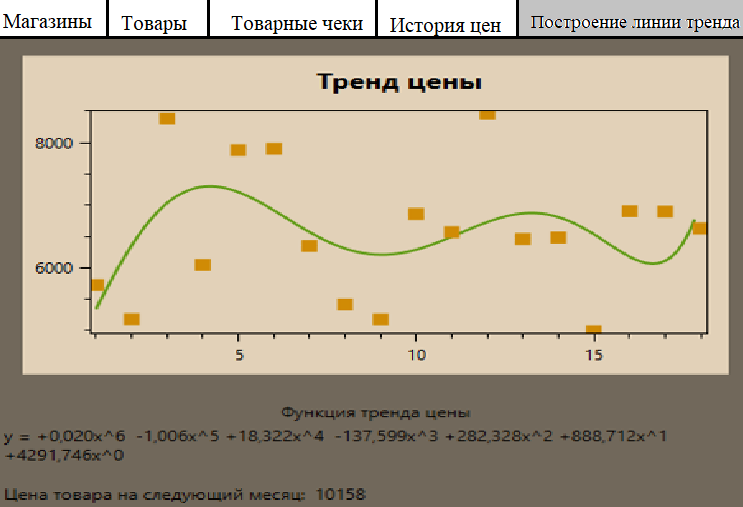 Магазины Товары Товарные чеки История цен Построение линии тренда
Тренд цены
8000
6000
5 10 15
Функция тренда цены
y = +0,020x^6 -1,006x^5 +18,322x^4 -137,599x^3 +282,328x^2 +888,712x^1
+4291,746x^0
Цена товара на следующий месяц: 10158